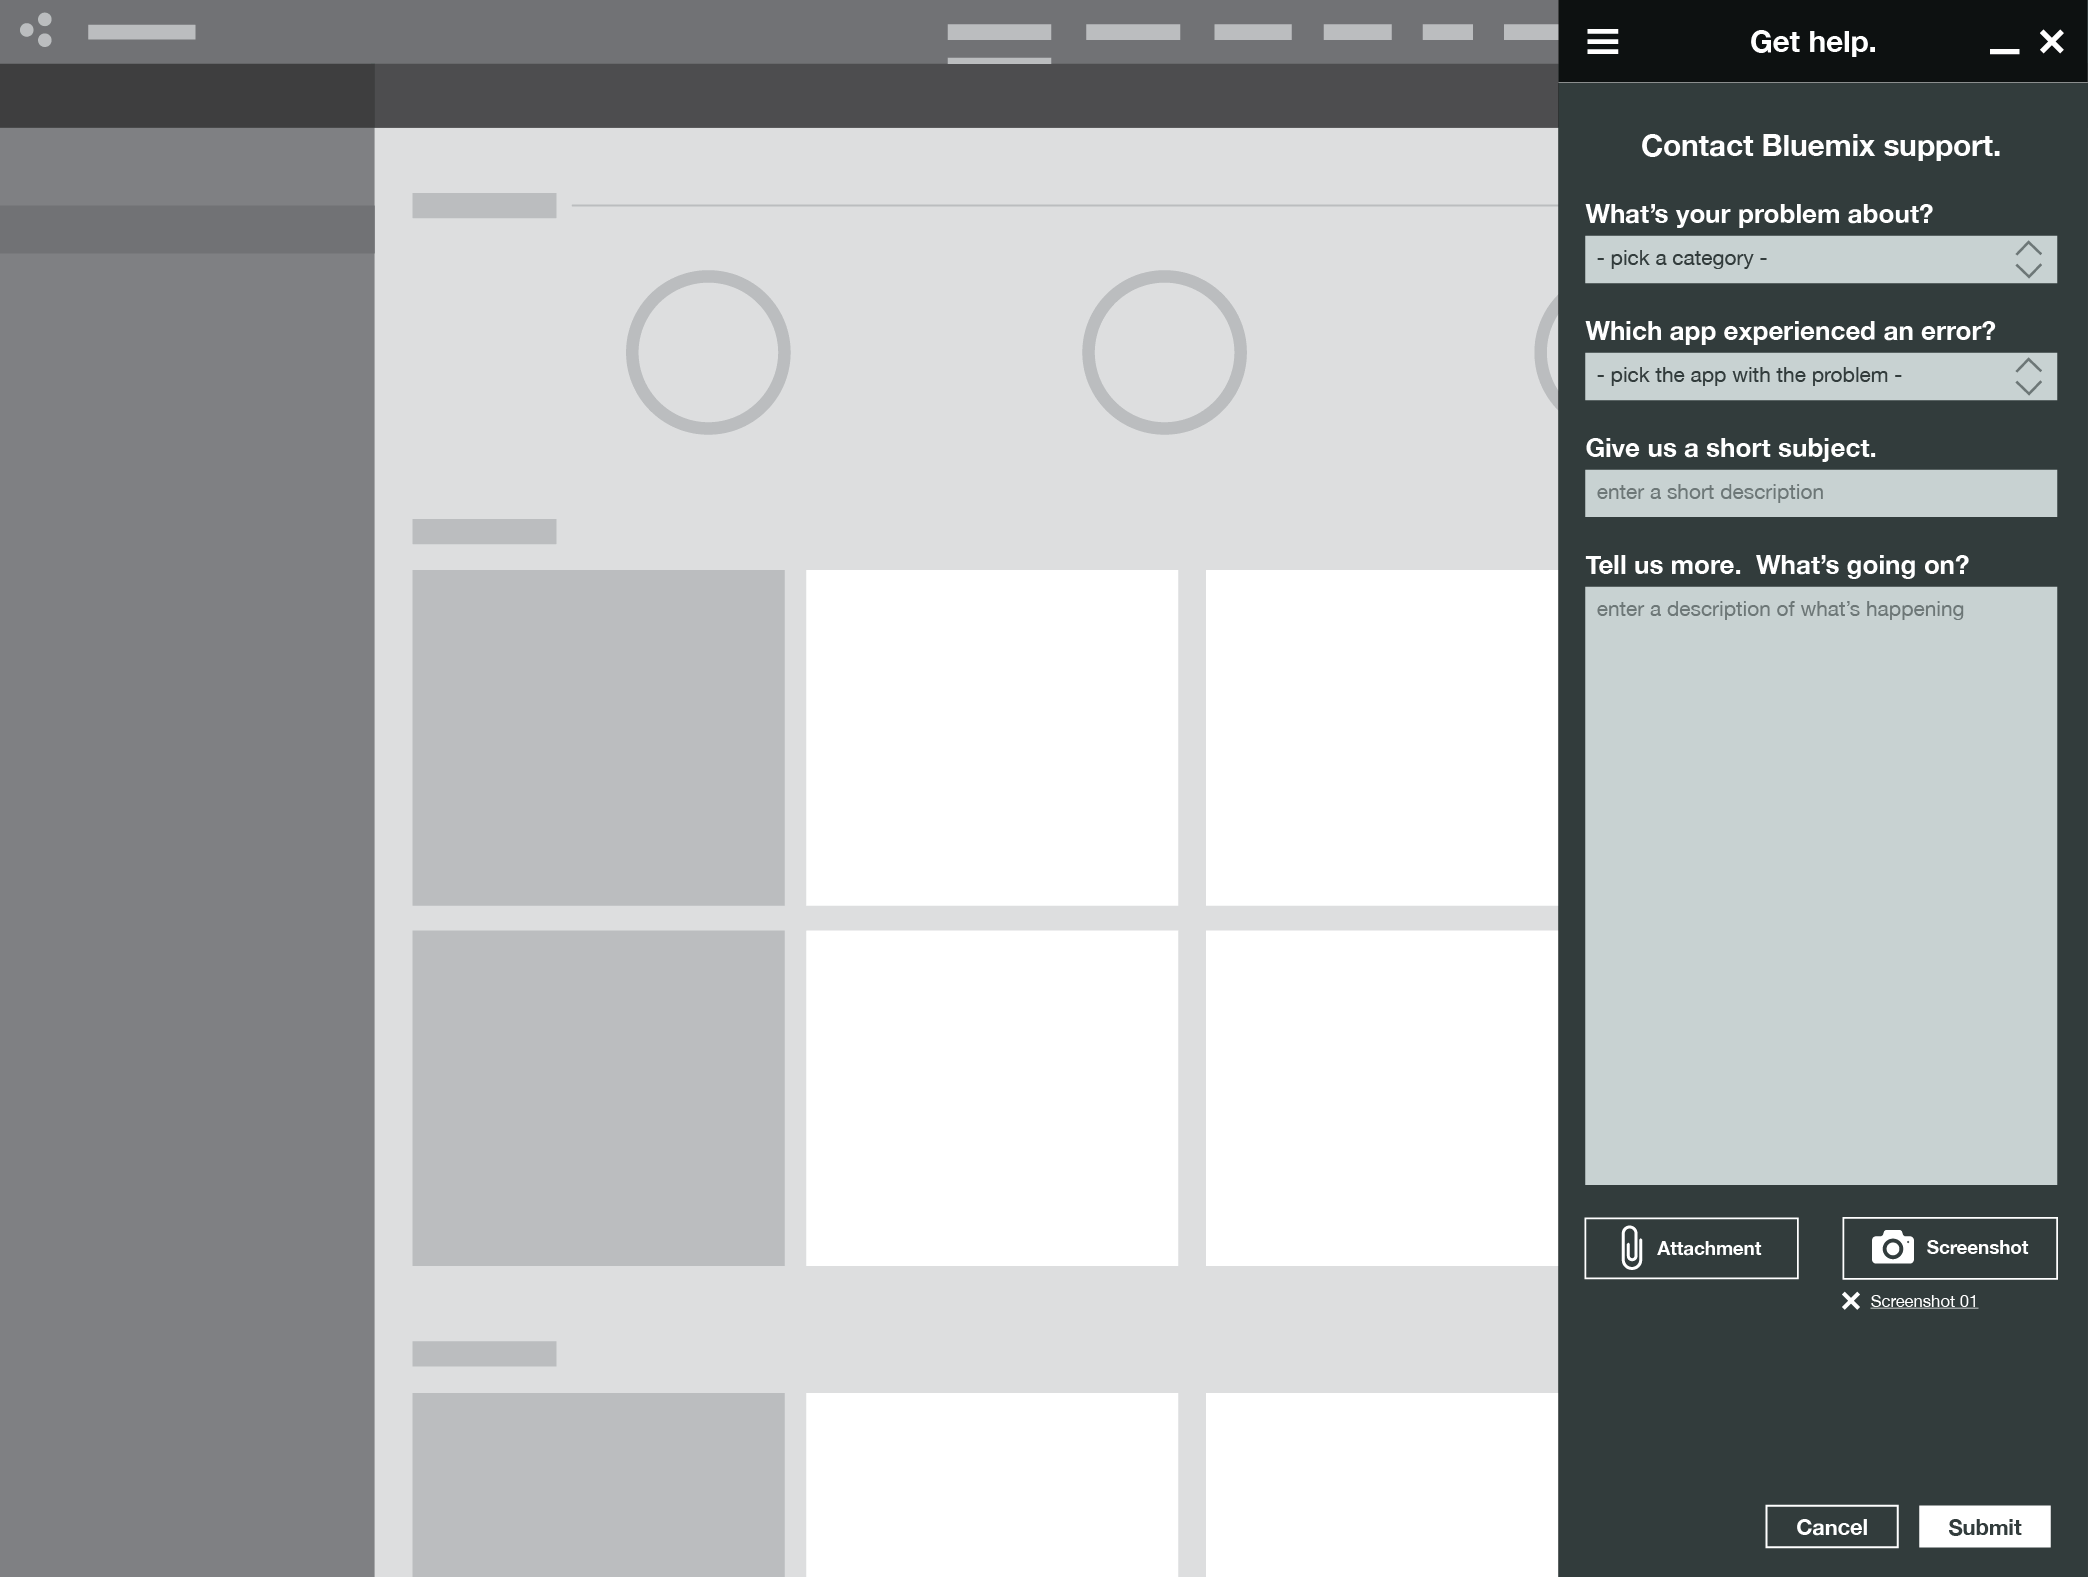 Get help.
Contact Bluemix support.
What’s your problem about?
- pick a category -
Which app experienced an error?
- pick the app with the problem -
Give us a short subject.
enter a short description
Tell us more.  What’s going on?
enter a description of what’s happening
Attachment
Screenshot
Screenshot 01
Cancel
Submit